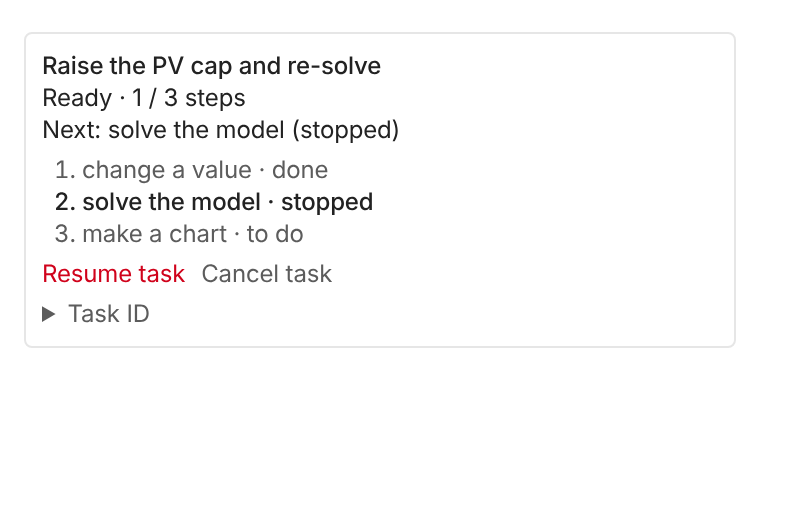 Raise the PV cap and re-solve
Ready · 1 / 3 steps
Next: solve the model (stopped)
1. change a value · done
2. solve the model · stopped
3. make a chart · to do
Resume task Cancel task
▶ Task ID